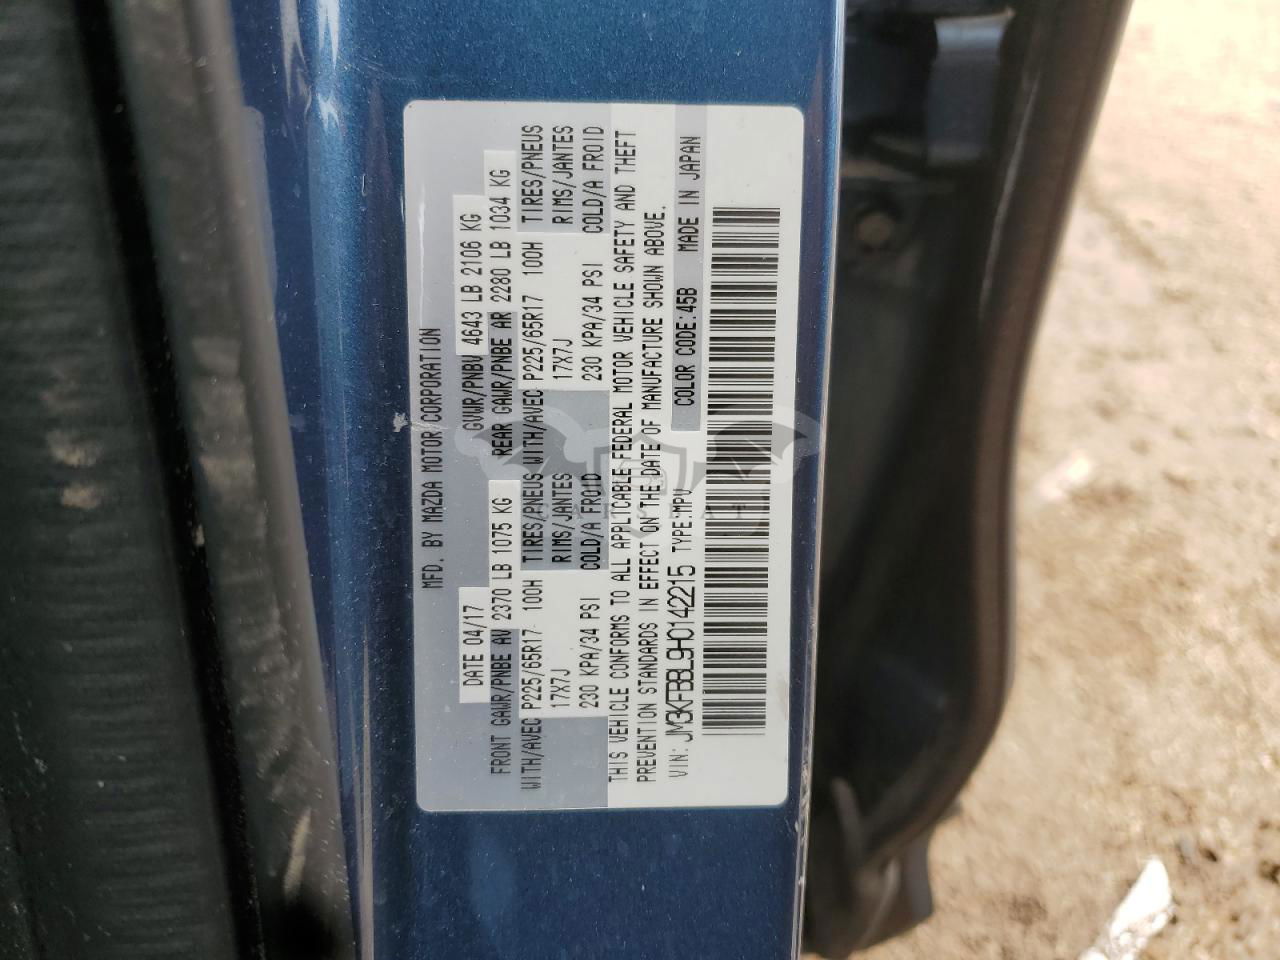 MFD. BY MAZDA MOTOR CORPORATION
DATE 04/17 GVWR/PNBV 4643 LB 2106 KG
FRONT GAWR/PNBE AV 2370 LB 1075 KG REAR GAWR/PNBE AR 2280 LB 1034 KG
WITH/AVEC P225/65R17 100H TIRES/PNEUS WITH/AVEC P225/65R17 100H TIRES/PNEUS
17X7J RIMS/JANTES 17X7J RIMS/JANTES
230 KPA/34 PSI COLD/A FROID 230 KPA/34 PSI COLD/A FROID
THIS VEHICLE CONFORMS TO ALL APPLICABLE FEDERAL MOTOR VEHICLE SAFETY AND THEFT
PREVENTION STANDARDS IN EFFECT ON THE DATE OF MANUFACTURE SHOWN ABOVE.
VIN: JM3KFBBL9H0142215 TYPE:MPV COLOR CODE:45B MADE IN JAPAN